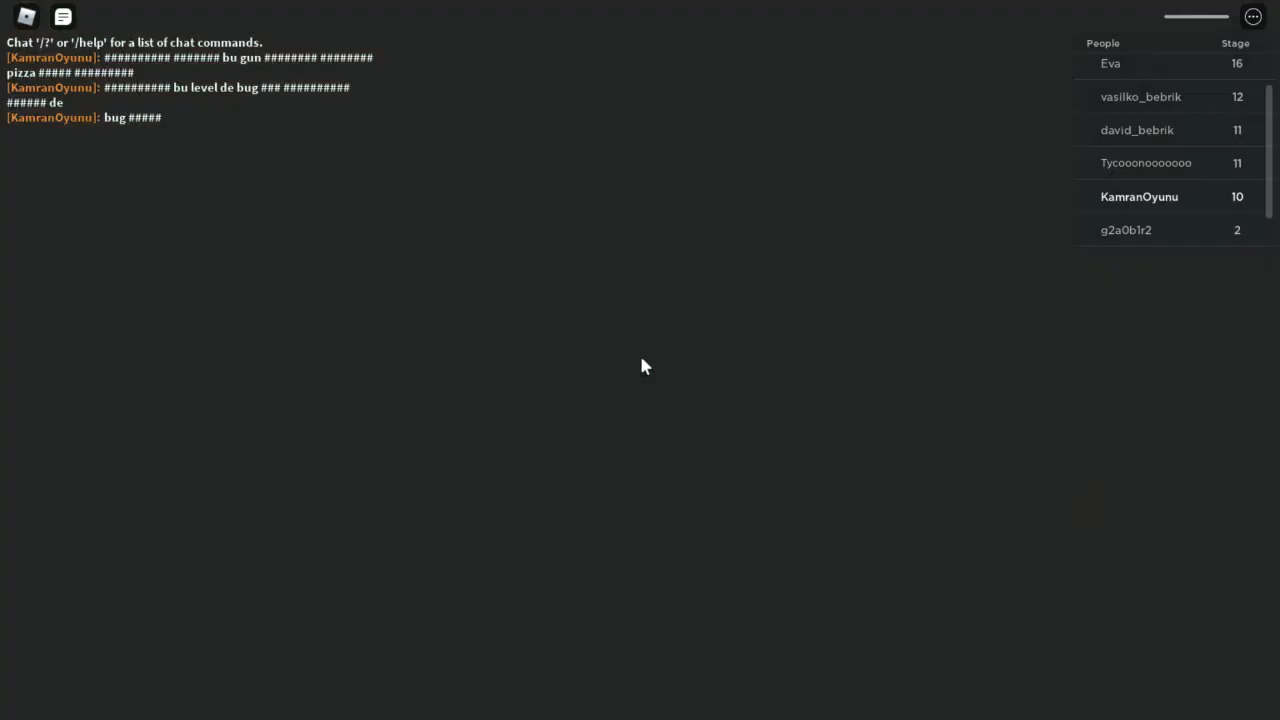 Chat '/?' or '/help' for a list of chat commands.
[KamranOyunu]: ########## ####### bu gun ######## ########
pizza ##### #########
[KamranOyunu]: ########## bu level de bug ### ##########
###### de
[KamranOyunu]: bug #####
People Stage
Eva 16
vasilko_bebrik 12
david_bebrik 11
Tycooonooooooo 11
KamranOyunu 10
g2a0b1r2 2